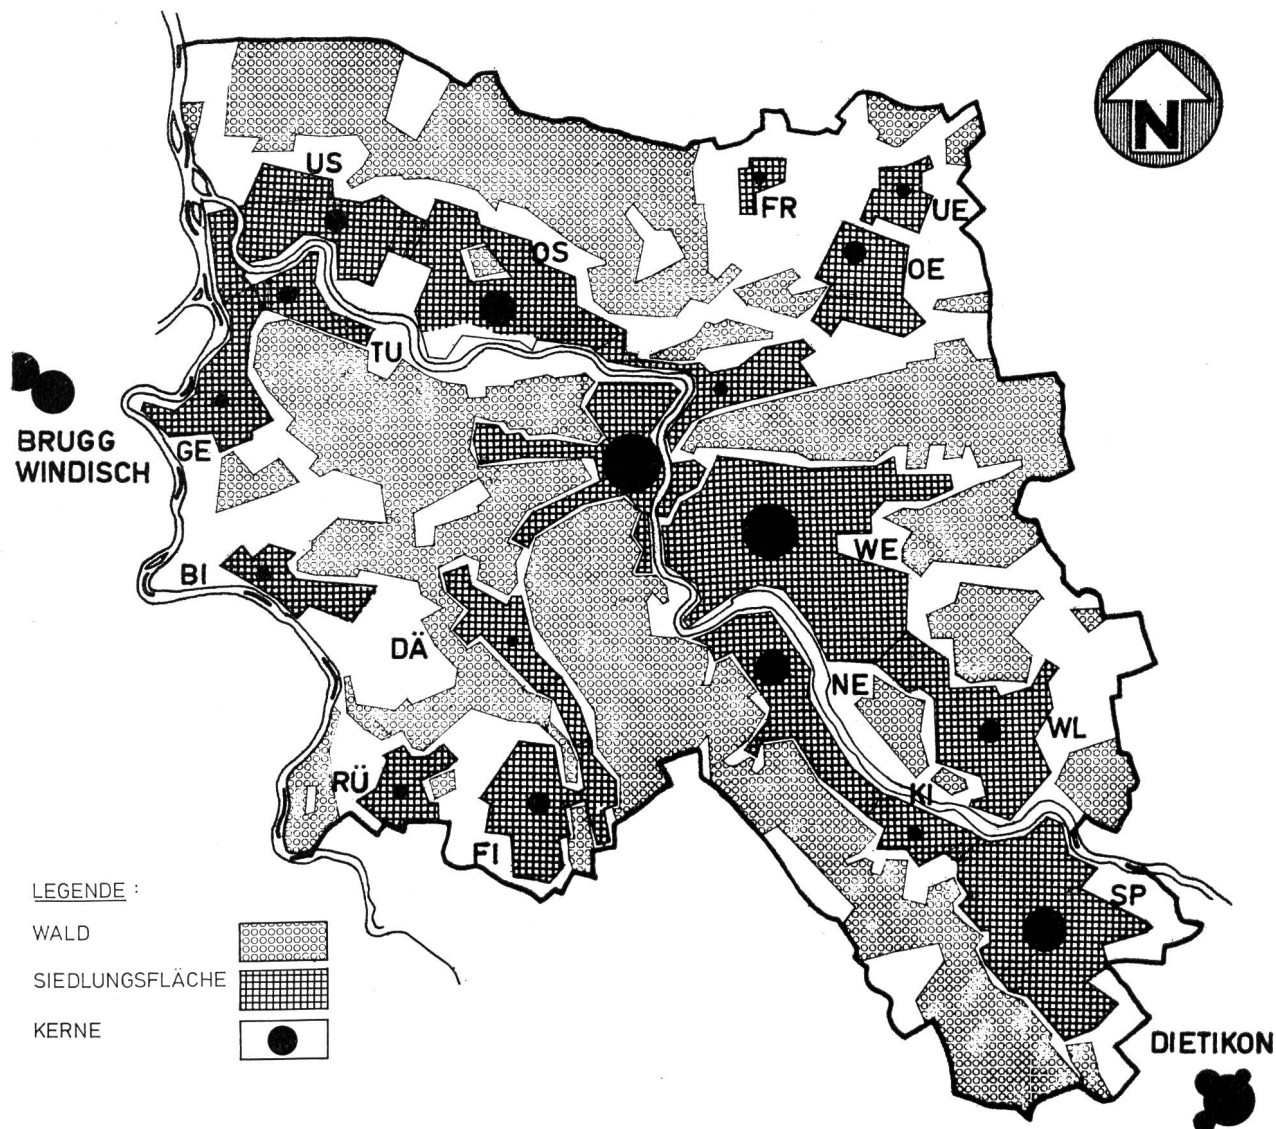 N
US
FR
UE
OS
OE
TU
BRUGG
WINDISCH
GE
WE
BI
DÄ
NE
WL
RÜ
KI
FI
SP
LEGENDE :
WALD
SIEDLUNGSFLÄCHE
KERNE
DIETIKON